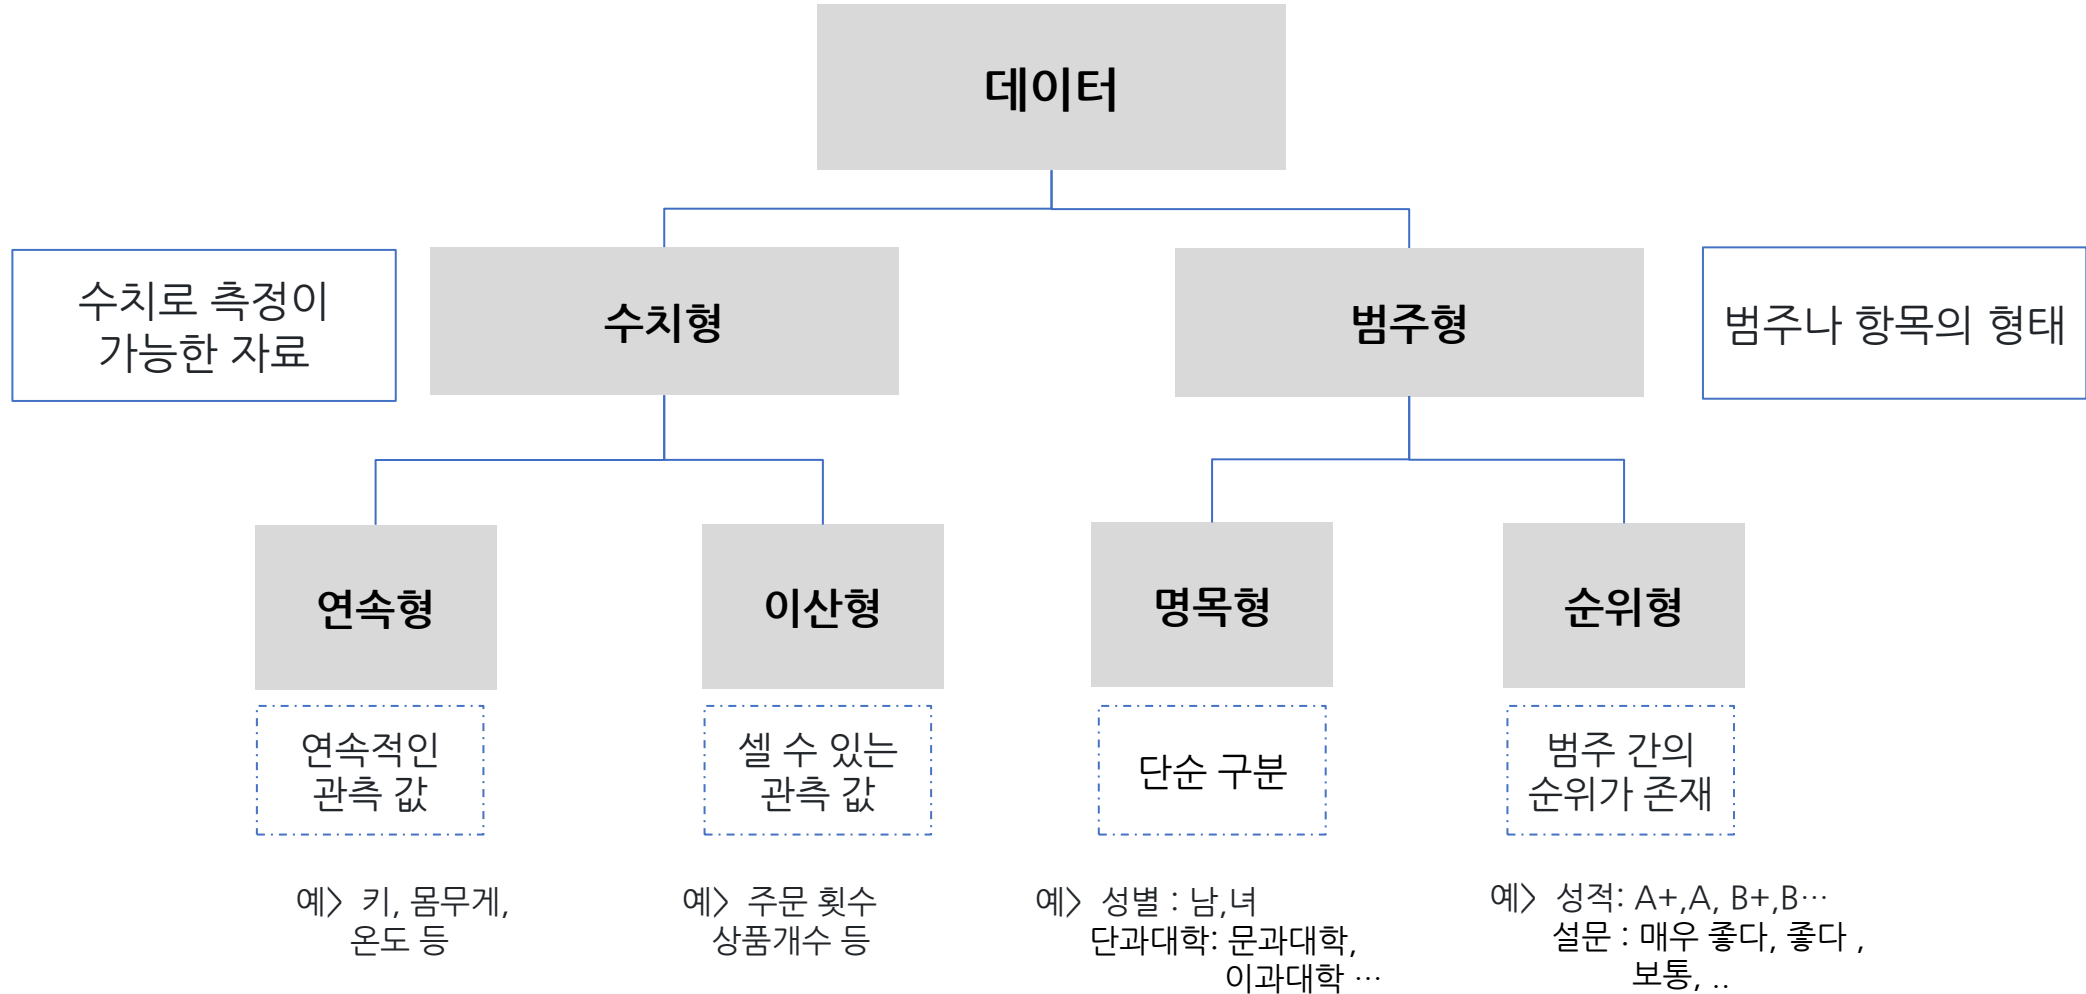 데이터
수치로 측정이
가능한 자료
수치형
범주형
범주나 항목의 형태
연속형
이산형
명목형
순위형
연속적인
관측 값
셀 수 있는
관측 값
단순 구분
범주 간의
순위가 존재
예> 키, 몸무게,
온도 등
예> 주문 횟수
상품개수 등
예> 성별 : 남,녀
단과대학: 문과대학,
이과대학 …
예> 성적: A+,A, B+,B…
설문 : 매우 좋다, 좋다 ,
보통, ..